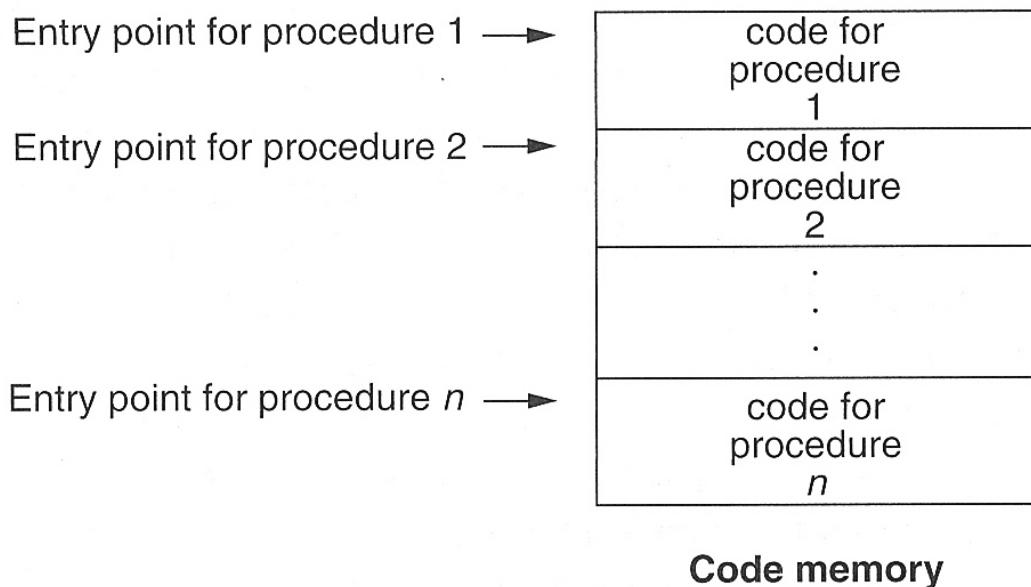 Entry point for procedure 1
code for
procedure
1
Entry point for procedure 2
code for
procedure
2
.
.
.
Entry point for procedure n
code for
procedure
n
Code memory